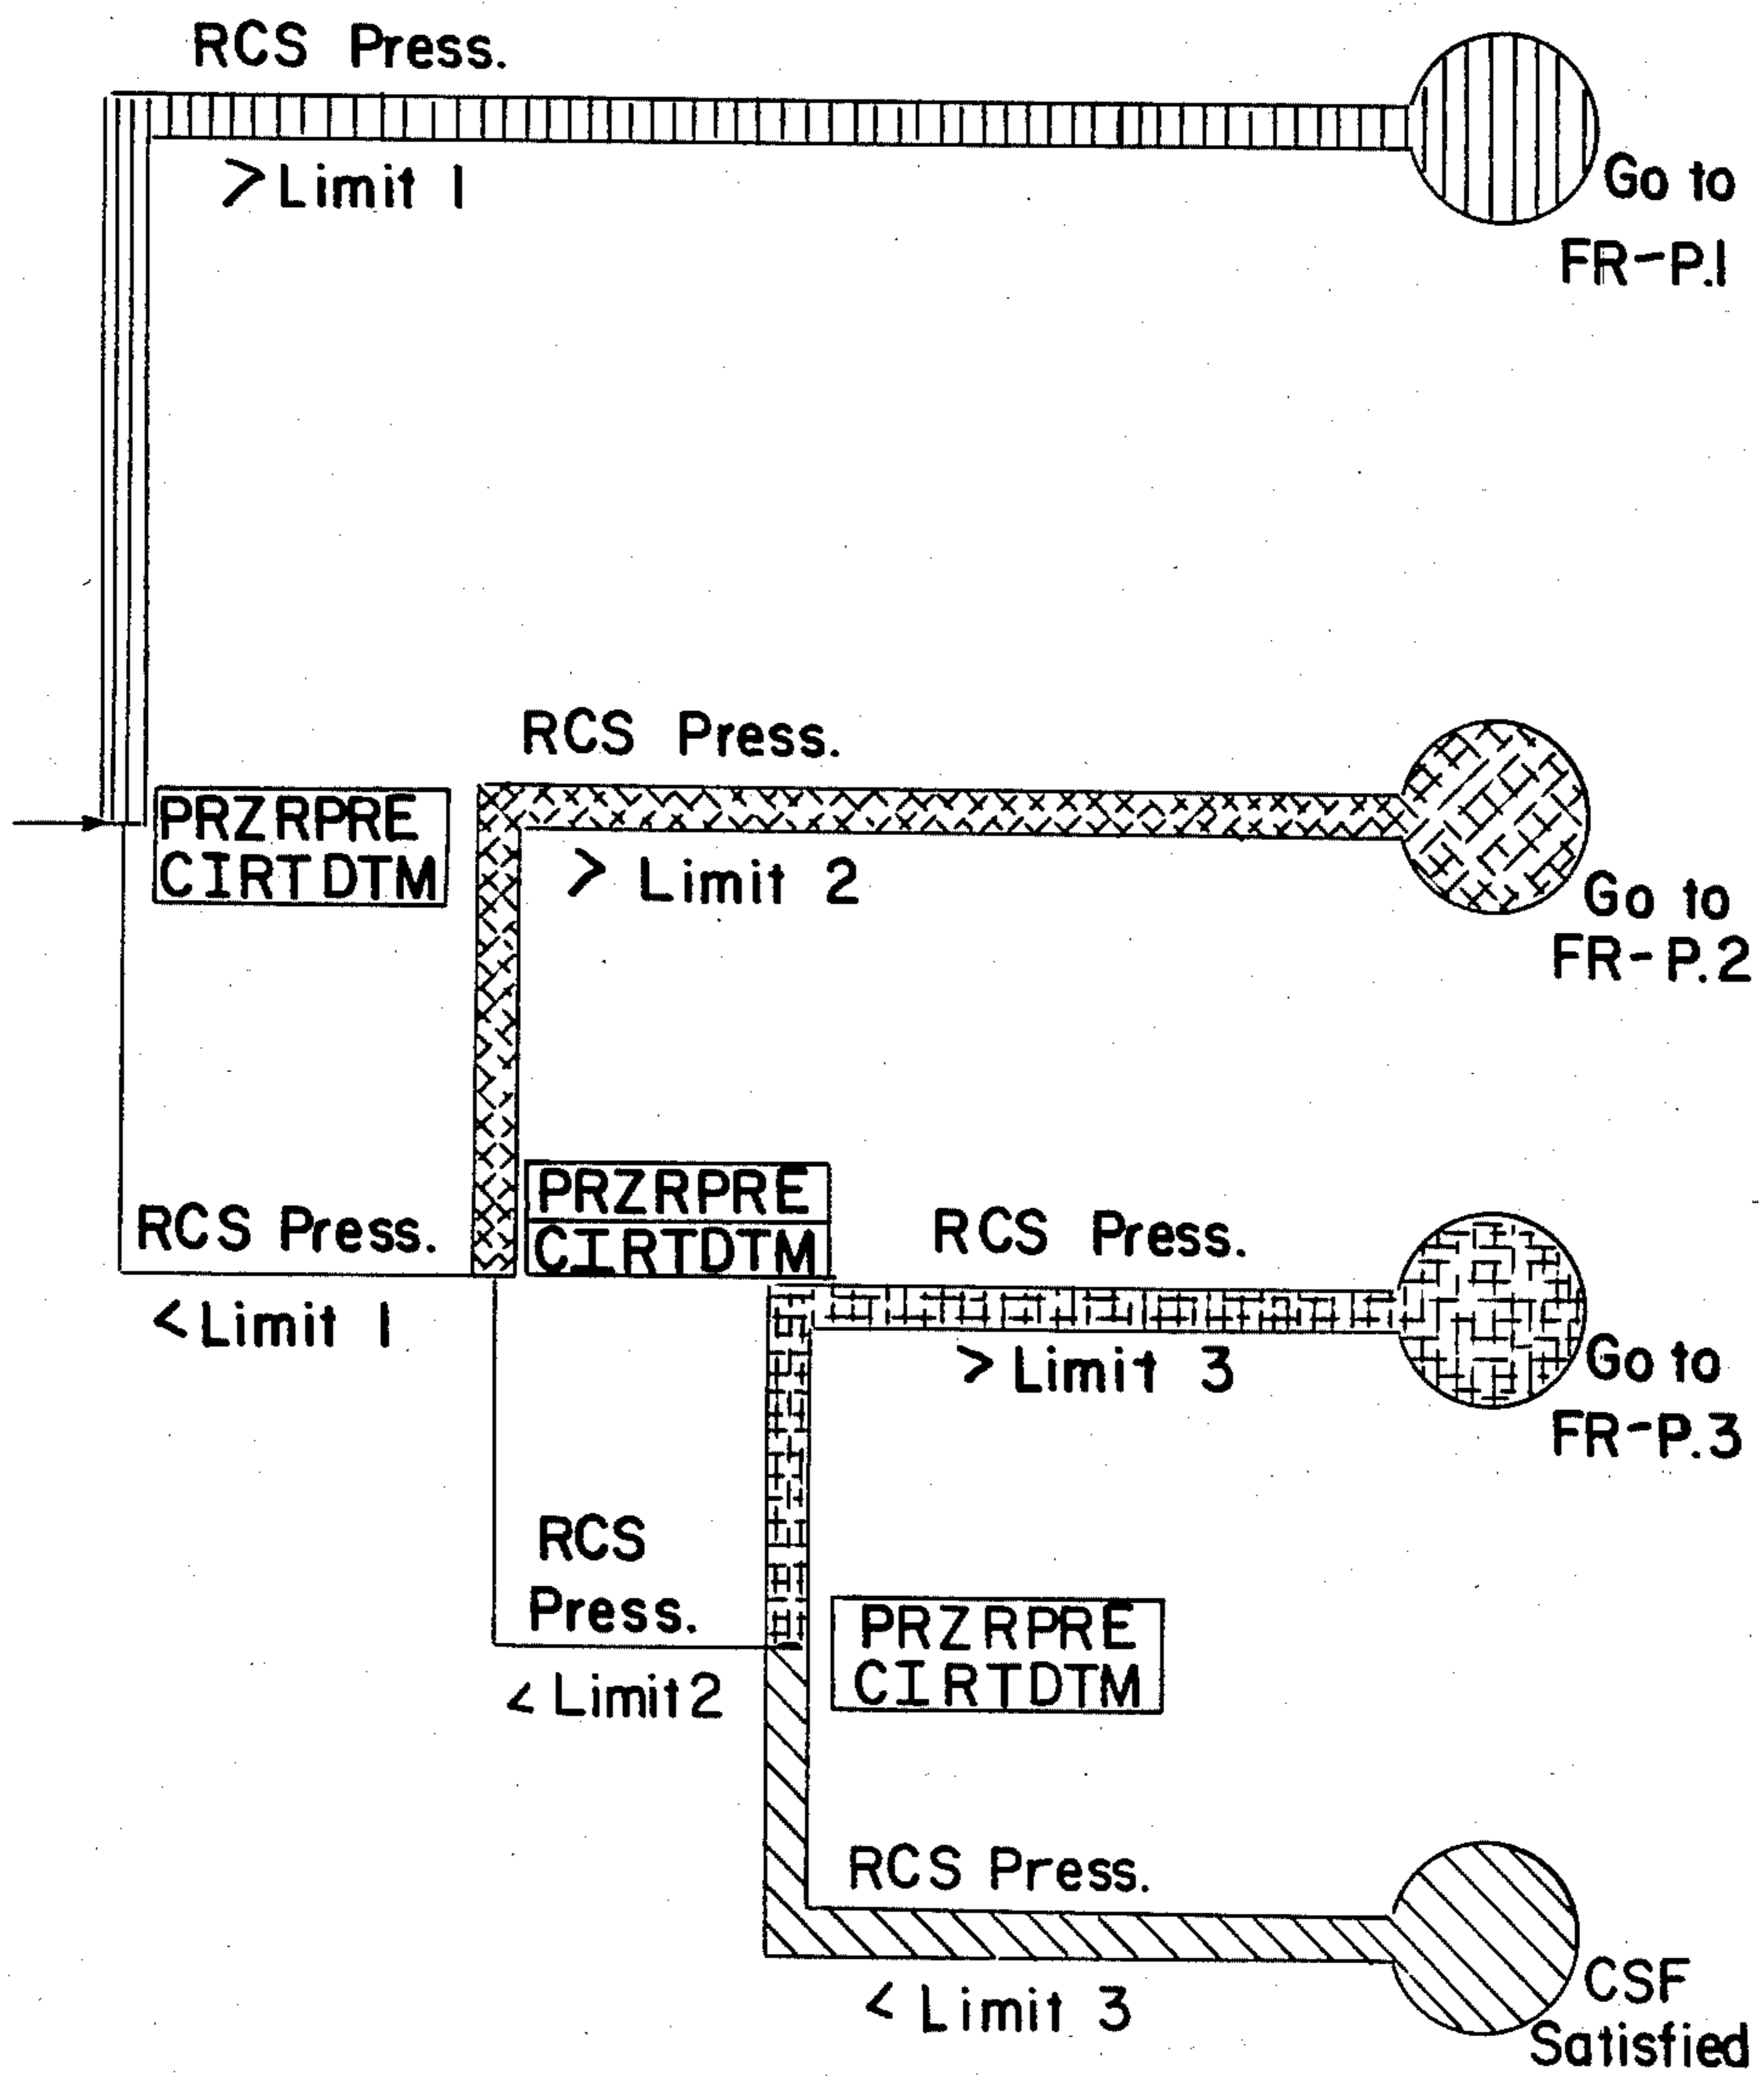 RCS Press.
> Limit 1
Go to
FR-P.1
RCS Press.
PRZRPRE
CIRTDTM
> Limit 2
Go to
FR-P.2
PRZRPRE
CIRTDTM
RCS Press.
< Limit 1
RCS Press.
> Limit 3
Go to
FR-P.3
RCS
Press.
< Limit 2
PRZRPRE
CIRTDTM
RCS Press.
< Limit 3
CSF
Satisfied